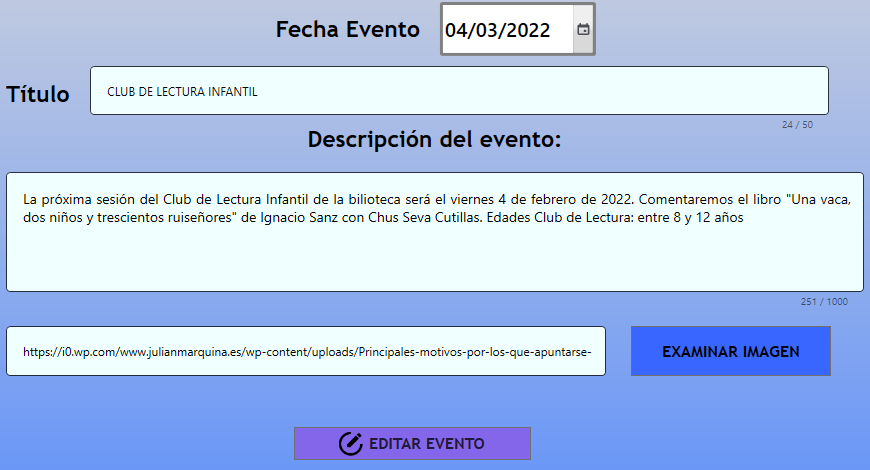 Fecha Evento 04/03/2022
Título CLUB DE LECTURA INFANTIL
24 / 50
Descripción del evento:
La próxima sesión del Club de Lectura Infantil de la bilioteca será el viernes 4 de febrero de 2022. Comentaremos el libro "Una vaca,
dos niños y trescientos ruiseñores" de Ignacio Sanz con Chus Seva Cutillas. Edades Club de Lectura: entre 8 y 12 años
251 / 1000
https://i0.wp.com/www.julianmarquina.es/wp-content/uploads/Principales-motivos-por-los-que-apuntarse- EXAMINAR IMAGEN
EDITAR EVENTO